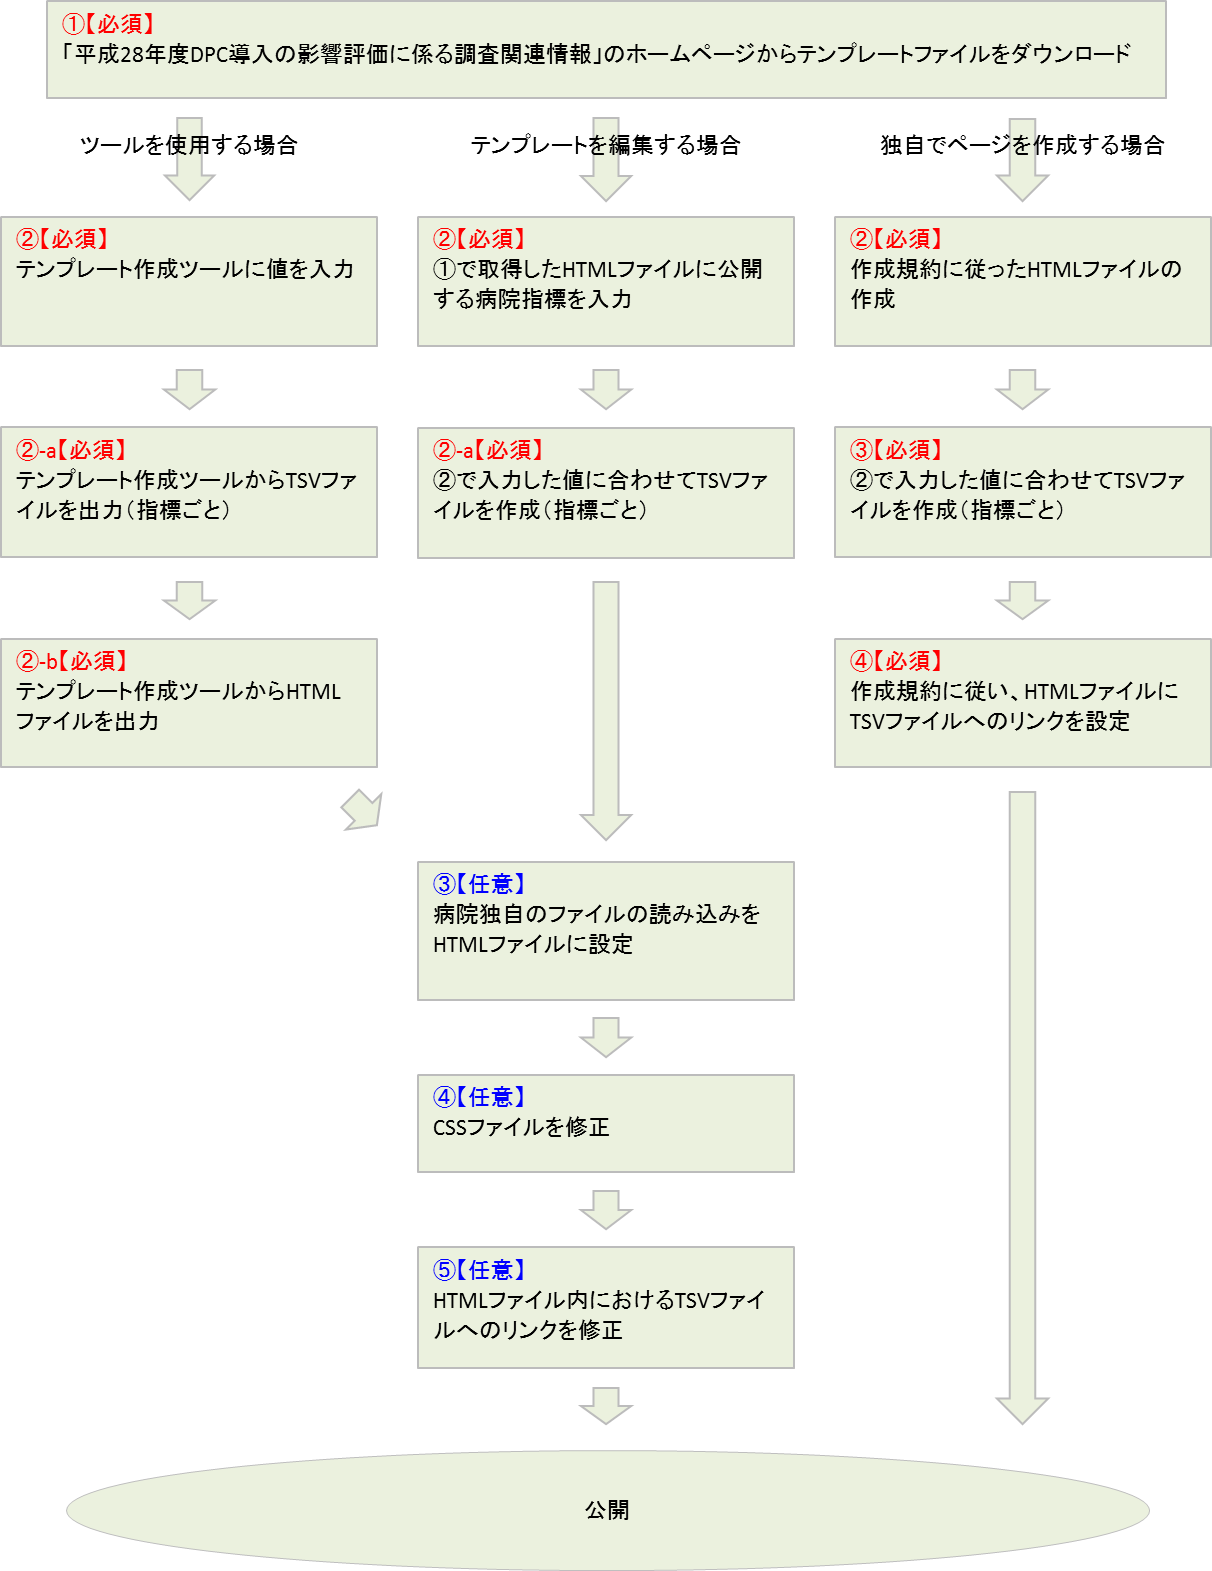 ①【必須】
「平成28年度DPC導入の影響評価に係る調査関連情報」のホームページからテンプレートファイルをダウンロード
ツールを使用する場合
テンプレートを編集する場合
独自でページを作成する場合
②【必須】
テンプレート作成ツールに値を入力
②【必須】
①で取得したHTMLファイルに公開
する病院指標を入力
②【必須】
作成規約に従ったHTMLファイルの
作成
②-a【必須】
テンプレート作成ツールからTSVファ
イルを出力（指標ごと）
②-a【必須】
②で入力した値に合わせてTSVファ
イルを作成（指標ごと）
③【必須】
②で入力した値に合わせてTSVファ
イルを作成（指標ごと）
②-b【必須】
テンプレート作成ツールからHTML
ファイルを出力
④【必須】
作成規約に従い、HTMLファイルに
TSVファイルへのリンクを設定
③【任意】
病院独自のファイルの読み込みを
HTMLファイルに設定
④【任意】
CSSファイルを修正
⑤【任意】
HTMLファイル内におけるTSVファイ
ルへのリンクを修正
公開